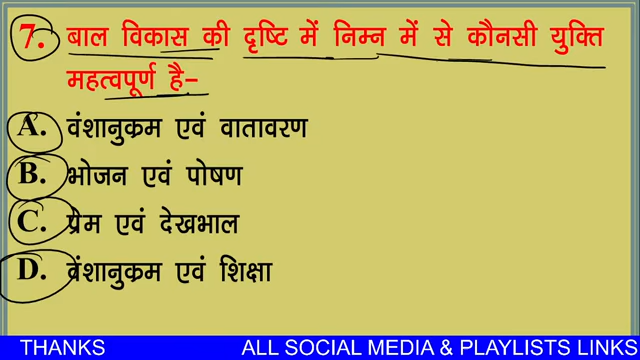 7. बाल विकास की दृष्टि में निम्न में से कौनसी युक्ति
महत्वपूर्ण है-
A. वंशानुक्रम एवं वातावरण
B. भोजन एवं पोषण
C. प्रेम एवं देखभाल
D. वंशानुक्रम एवं शिक्षा
THANKS ALL SOCIAL MEDIA & PLAYLISTS LINKS